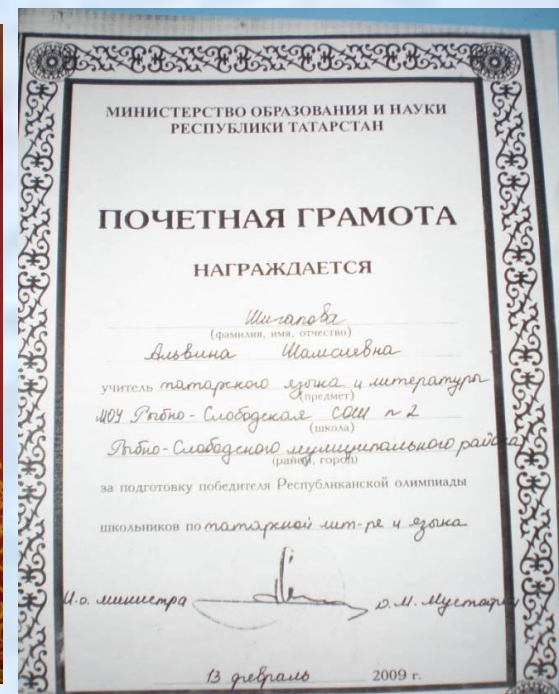 МИНИСТЕРСТВО ОБРАЗОВАНИЯ И НАУКИ
РЕСПУБЛИКИ ТАТАРСТАН
ПОЧЕТНАЯ ГРАМОТА
НАГРАЖДАЕТСЯ
Шигапова
(фамилия, имя, отчество)
Альвина Шамсиевна
учитель татарского языка и литературы
(предмет)
МОУ Рыбно-Слободская СОШ n 2
(школа)
Рыбно-Слободского муниципального района
(район, город)
за подготовку победителя Республиканской олимпиады
школьников по татарской лит-ре и языка
И.о. министра Д.М. Мустафин
13 февраль 2009 г.